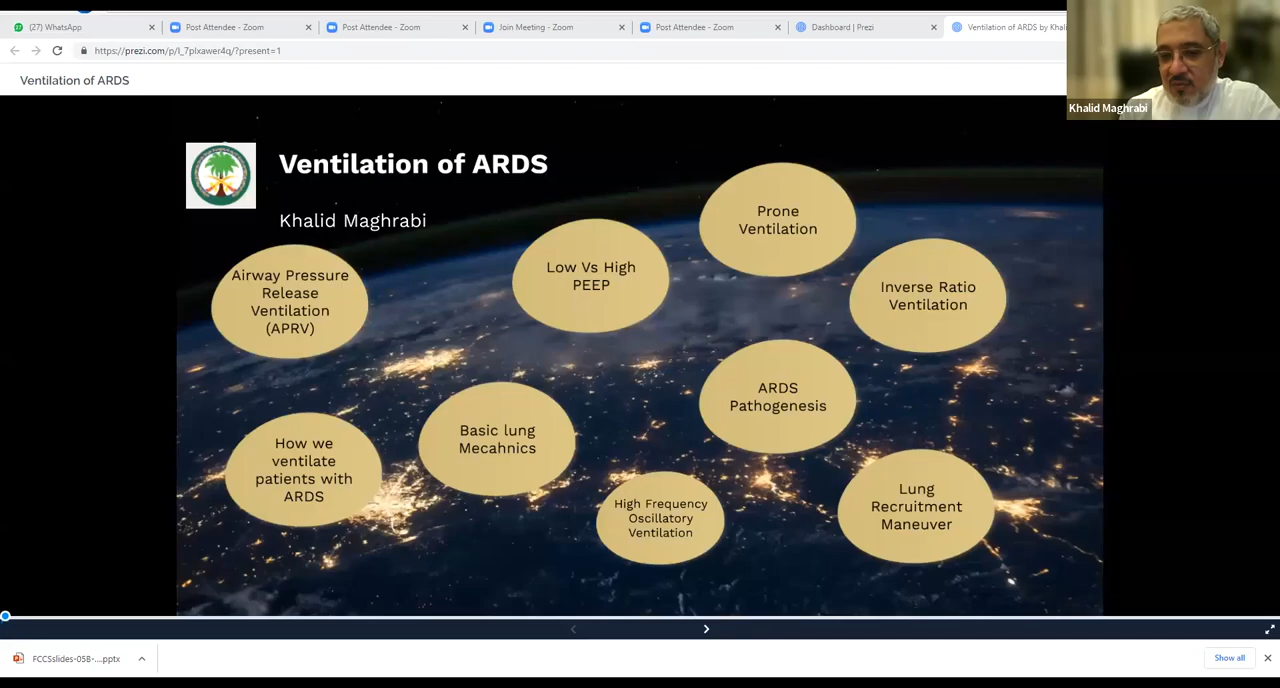 (27) WhatsApp
Post Attendee - Zoom
Post Attendee - Zoom
Join Meeting - Zoom
Post Attendee - Zoom
Dashboard | Prezi
Ventilation of ARDS by Khali
https://prezi.com/p/l_7plxawer4q/?present=1
Ventilation of ARDS
Khalid Maghrabi
Ventilation of ARDS
Khalid Maghrabi
Airway Pressure
Release
Ventilation
(APRV)
Low Vs High
PEEP
Prone
Ventilation
Inverse Ratio
Ventilation
ARDS
Pathogenesis
Basic lung
Mecahnics
How we
ventilate
patients with
ARDS
High Frequency
Oscillatory
Ventilation
Lung
Recruitment
Maneuver
FCCSslides-05B-....pptx
Show all